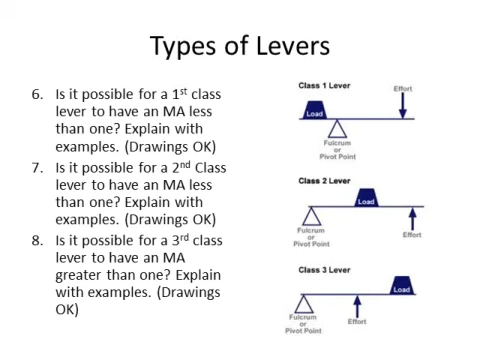 Types of Levers
6. Is it possible for a 1st class
lever to have an MA less
than one? Explain with
examples. (Drawings OK)
7. Is it possible for a 2nd Class
lever to have an MA less
than one? Explain with
examples. (Drawings OK)
8. Is it possible for a 3rd class
lever to have an MA
greater than one? Explain
with examples. (Drawings
OK)
Class 1 Lever
Effort
Load
Fulcrum
or
Pivot Point
Class 2 Lever
Load
Fulcrum
or
Pivot Point
Effort
Class 3 Lever
Load
Fulcrum
or
Pivot Point
Effort